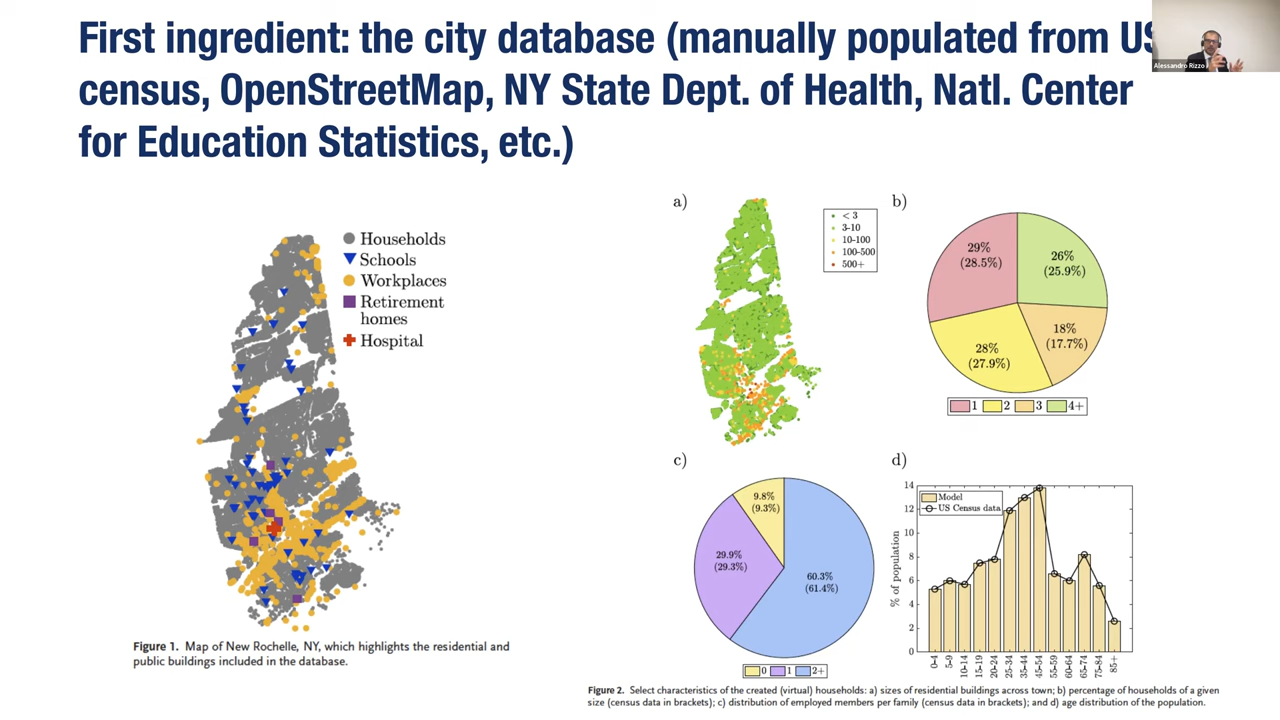 First ingredient: the city database (manually populated from US
census, OpenStreetMap, NY State Dept. of Health, Natl. Center
for Education Statistics, etc.)
Alessandro Rizzo
Households
Schools
Workplaces
Retirement
homes
Hospital
Figure 1. Map of New Rochelle, NY, which highlights the residential and
public buildings included in the database.
a)
< 3
3-10
10-100
100-500
500+
b)
29%
(28.5%)
26%
(25.9%)
18%
(17.7%)
28%
(27.9%)
1 2 3 4+
c)
9.8%
(9.3%)
29.9%
(29.3%)
60.3%
(61.4%)
0 1 2+
d)
Model
US Census data
% of population
14
12
10
8
6
4
2
0
0-4
5-9
10-14
15-19
20-24
25-34
35-44
45-54
55-59
60-64
65-74
75-84
85+
Figure 2. Select characteristics of the created (virtual) households: a) sizes of residential buildings across town; b) percentage of households of a given
size (census data in brackets); c) distribution of employed members per family (census data in brackets); and d) age distribution of the population.